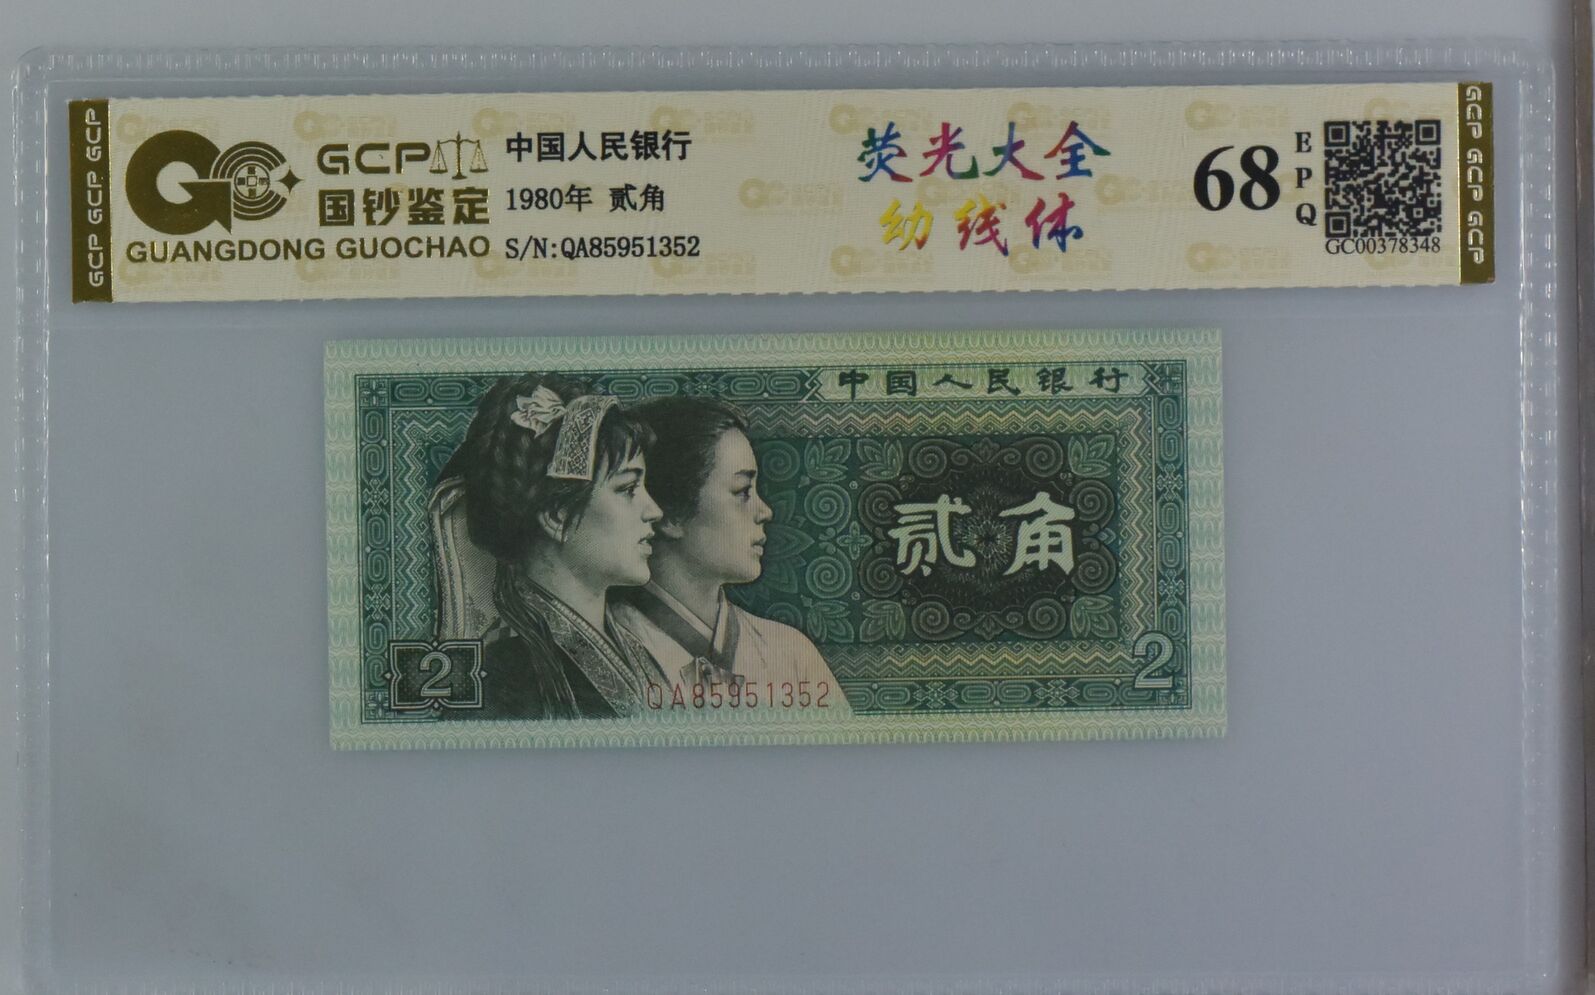 GCP GCP GCP
GCP
国钞鉴定
GUANGDONG GUOCHAO
中国人民银行
1980年 贰角
S/N:QA85951352
荧光大全
幼线体
68
EPQ
GC00378348
GCP GCP GCP
中国人民银行
贰角
2
2
QA85951352